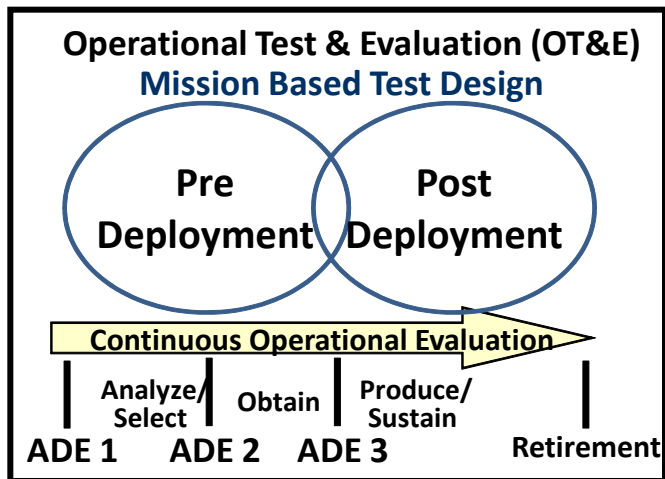 Operational Test & Evaluation (OT&E)
Mission Based Test Design
Pre
Deployment
Post
Deployment
Continuous Operational Evaluation
Analyze/
Select
Obtain
Produce/
Sustain
ADE 1
ADE 2
ADE 3
Retirement